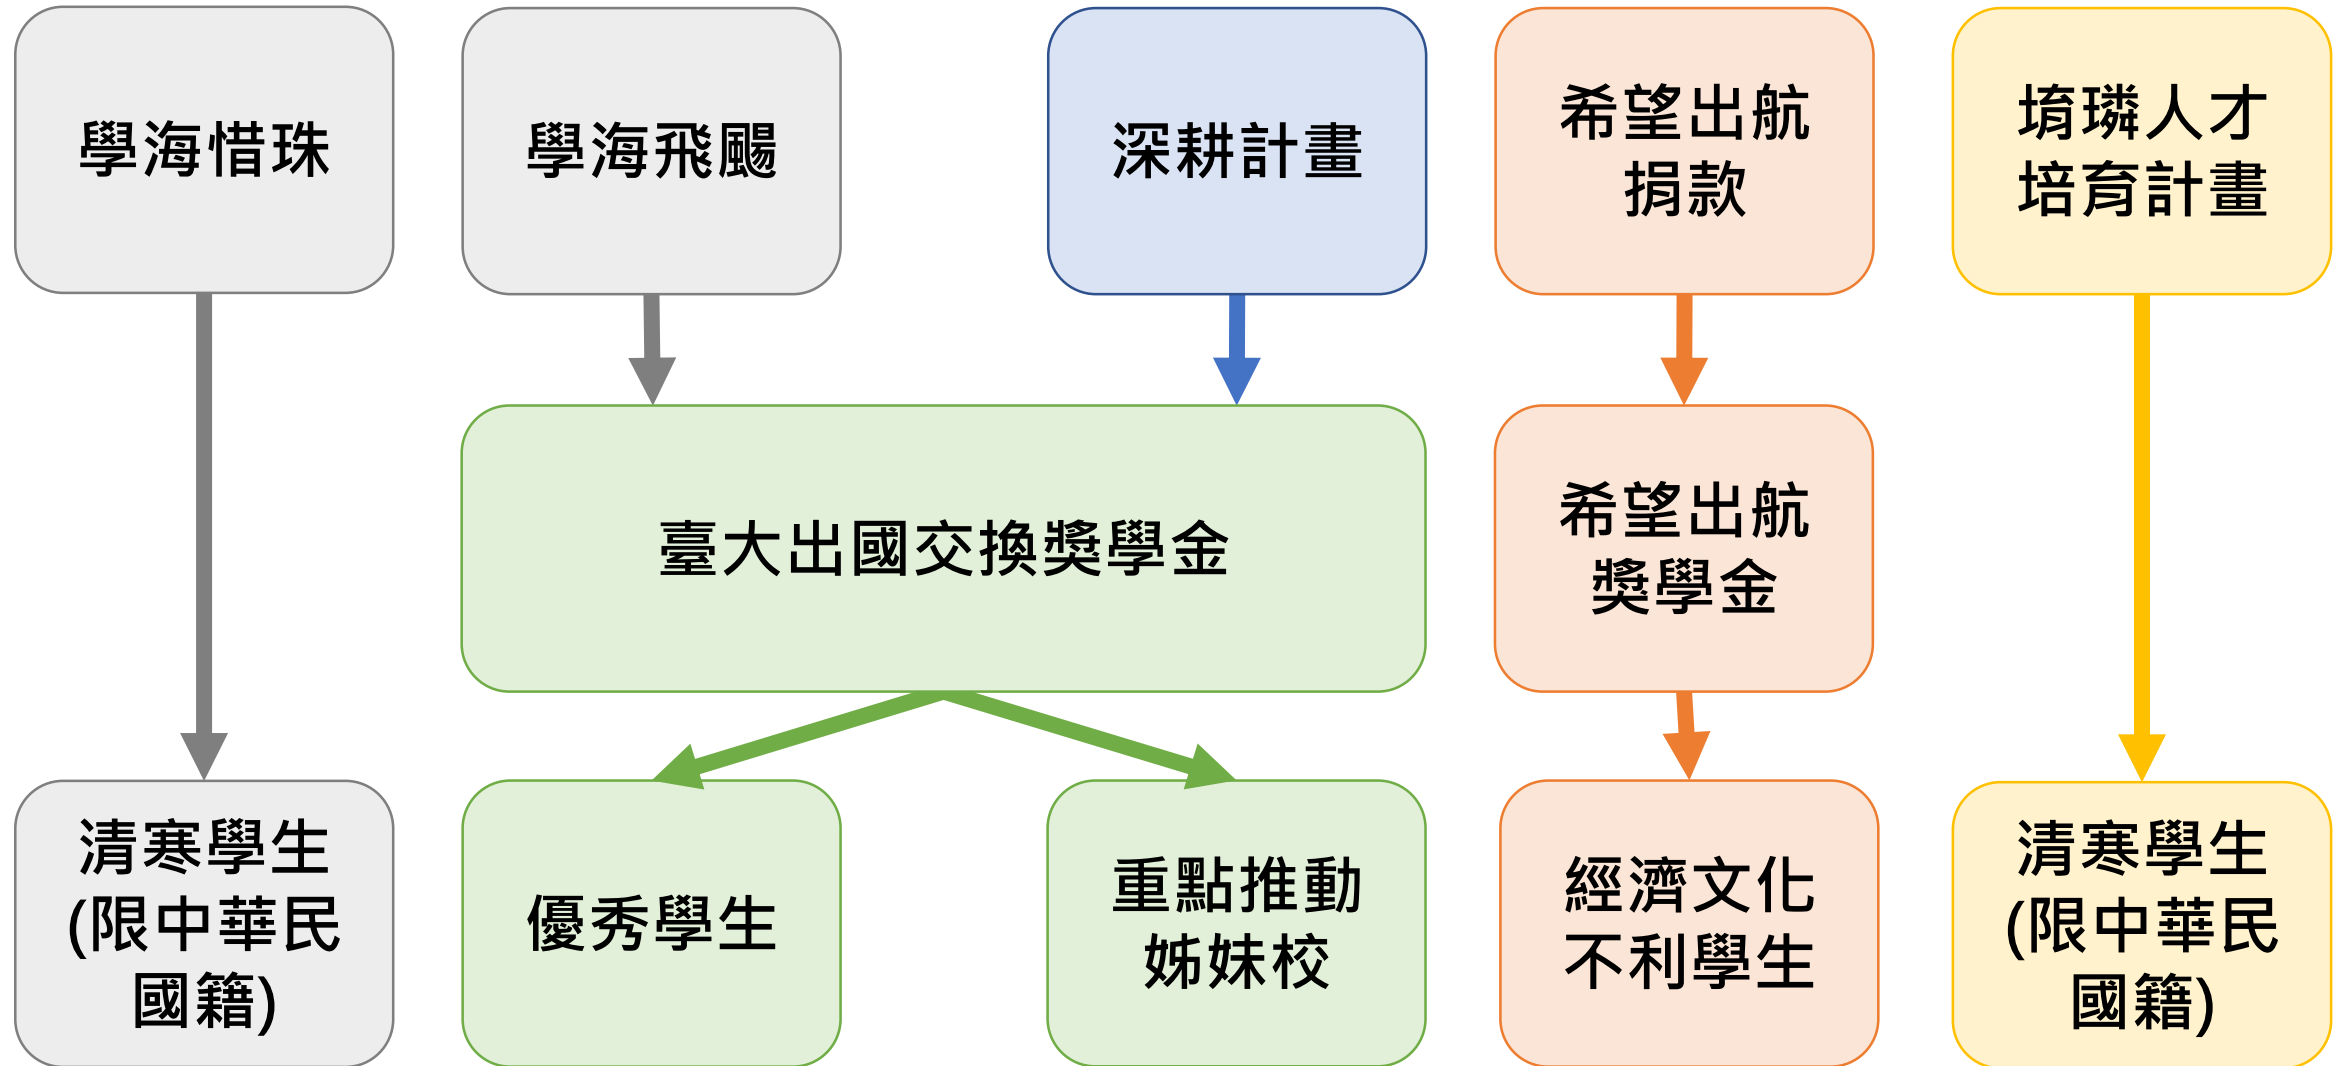 學海惜珠
學海飛颺
深耕計畫
希望出航
捐款
堉璘人才
培育計畫
臺大出國交換獎學金
希望出航
獎學金
清寒學生
(限中華民
國籍)
優秀學生
重點推動
姊妹校
經濟文化
不利學生
清寒學生
(限中華民
國籍)